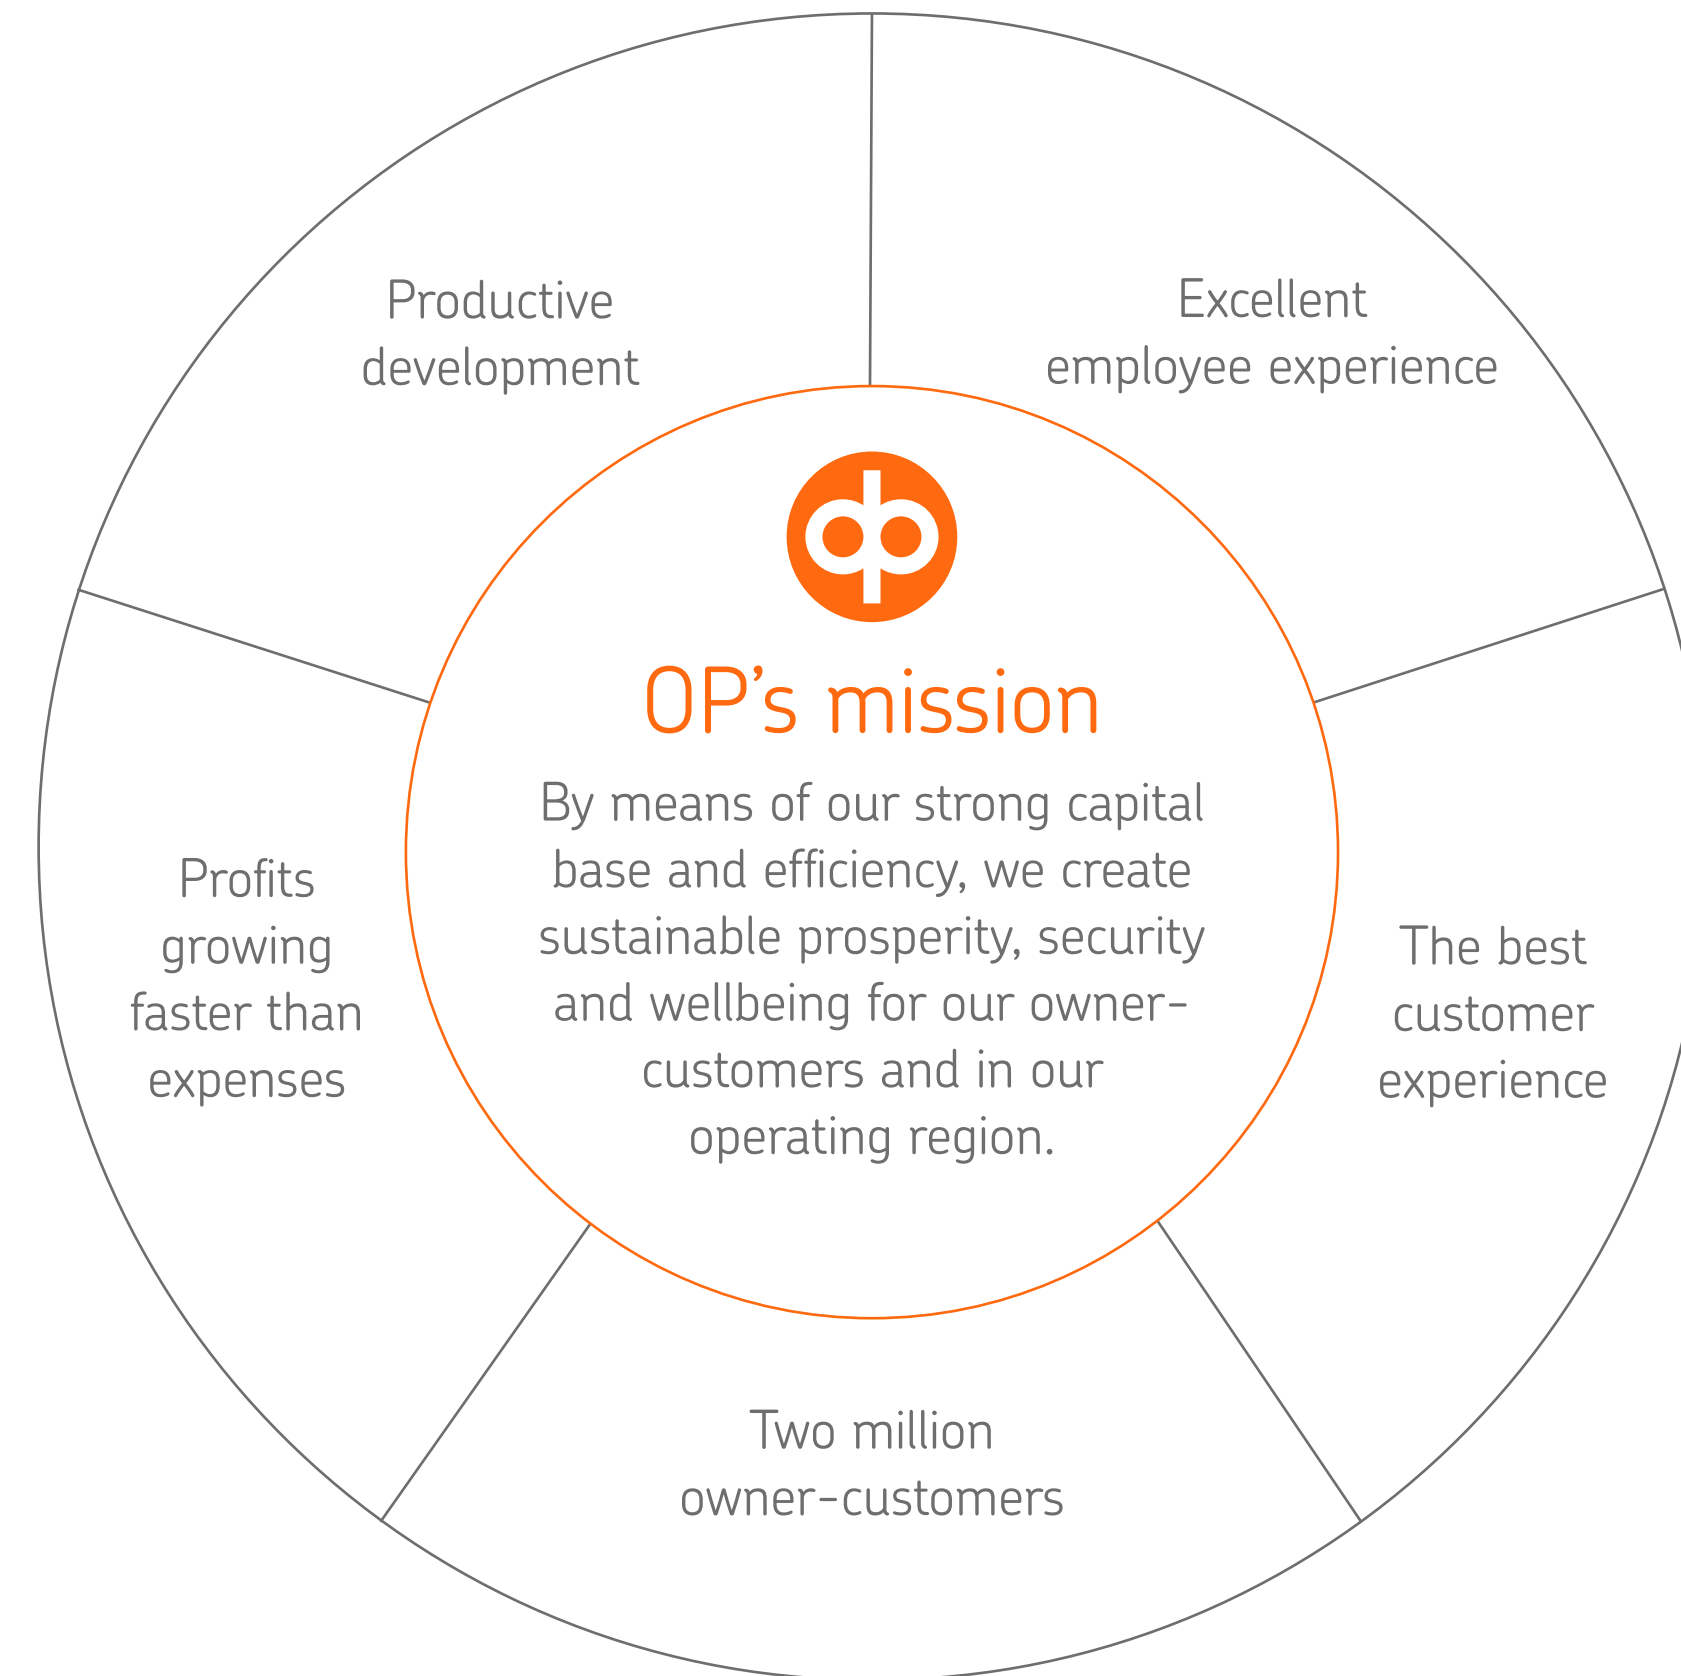 Productive
development
Excellent
employee experience
OP’s mission
By means of our strong capital
base and efficiency, we create
sustainable prosperity, security
and wellbeing for our owner-
customers and in our
operating region.
Profits
growing
faster than
expenses
The best
customer
experience
Two million
owner-customers